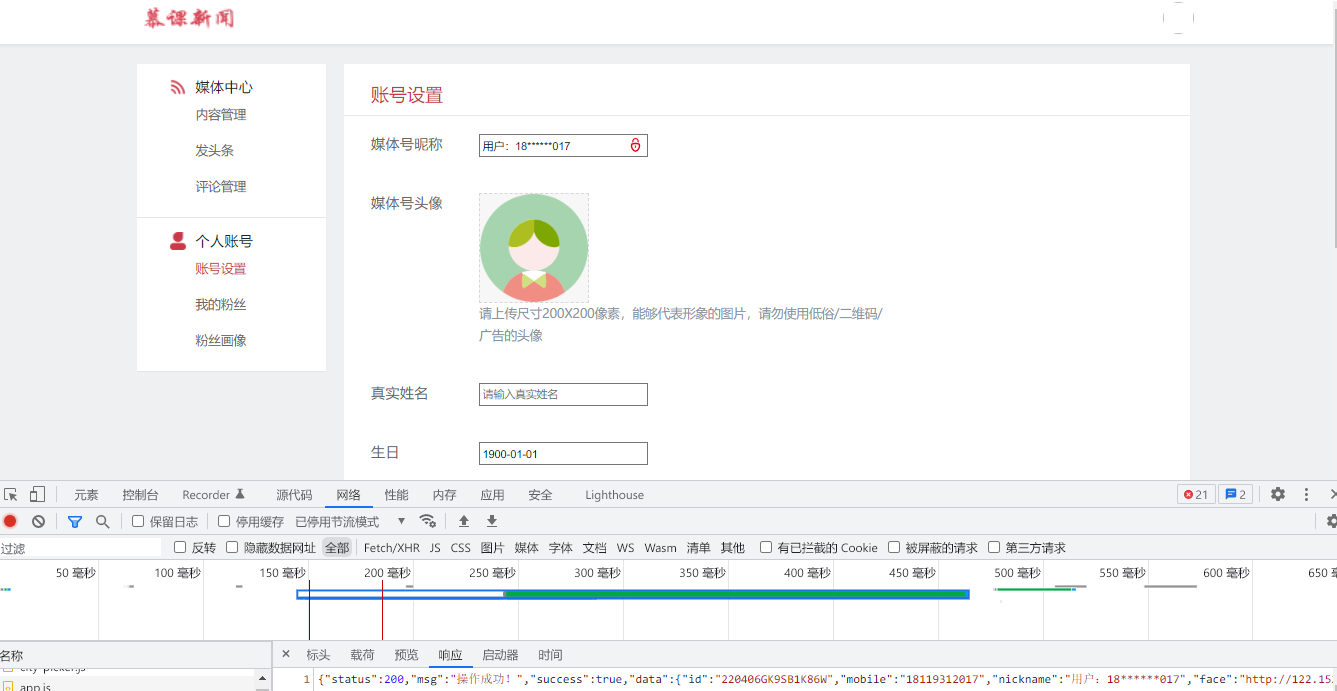 慕课新闻
媒体中心
内容管理
发头条
评论管理
个人账号
账号设置
我的粉丝
粉丝画像
账号设置
媒体号昵称 用户：18******017
媒体号头像
请上传尺寸200X200像素，能够代表形象的图片，请勿使用低俗/二维码/
广告的头像
真实姓名 请输入真实姓名
生日 1900-01-01
元素 控制台 Recorder 源代码 网络 性能 内存 应用 安全 Lighthouse 21 2
保留日志 停用缓存 已停用节流模式
过滤 反转 隐藏数据网址 全部 Fetch/XHR JS CSS 图片 媒体 字体 文档 WS Wasm 清单 其他 有已拦截的 Cookie 被屏蔽的请求 第三方请求
50 毫秒 100 毫秒 150 毫秒 200 毫秒 250 毫秒 300 毫秒 350 毫秒 400 毫秒 450 毫秒 500 毫秒 550 毫秒 600 毫秒 650
名称 标头 载荷 预览 响应 启动器 时间
city-picker.js
app.js
1 {"status":200,"msg":"操作成功！","success":true,"data":{"id":"220406GK9SB1K86W","mobile":"18119312017","nickname":"用户：18******017","face":"http://122.15